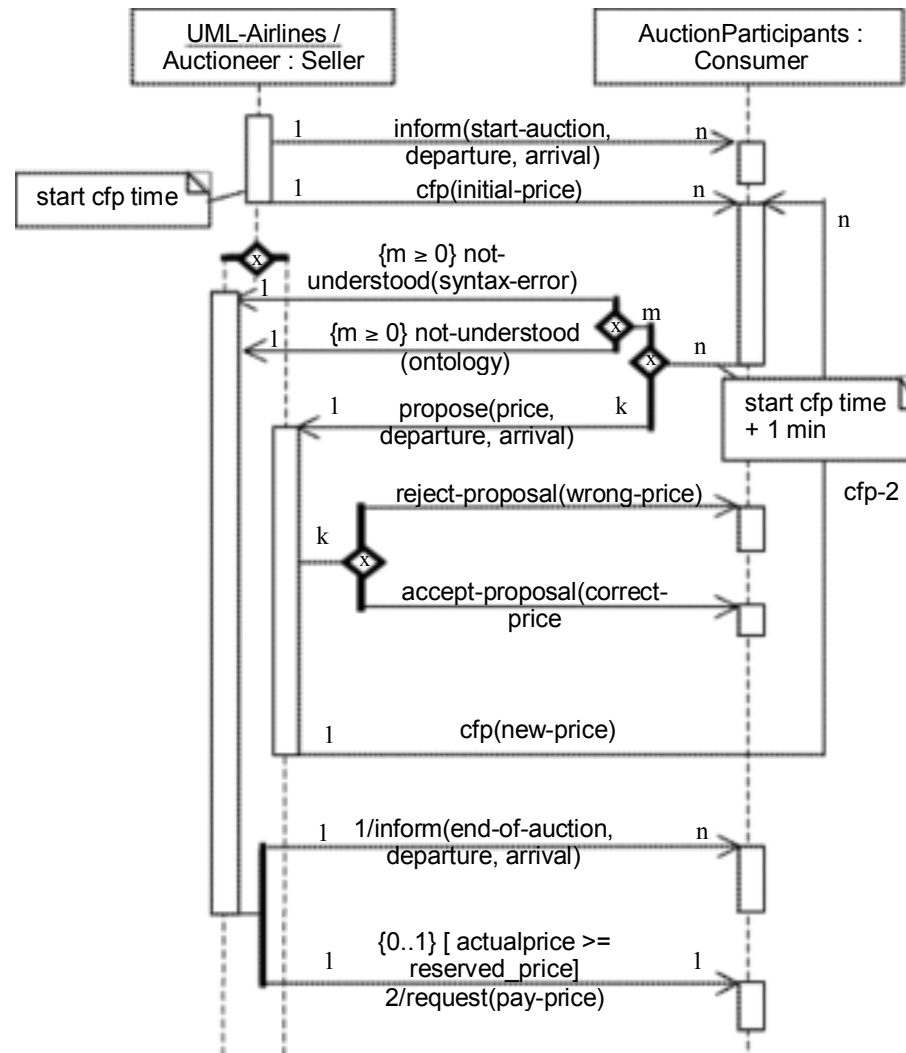 UML-Airlines /
Auctioneer : Seller
AuctionParticipants :
Consumer
1
inform(start-auction,
departure, arrival)
n
start cfp time
1
cfp(initial-price)
n
n
x
{m ≥ 0} not-
understood(syntax-error)
1
x
m
{m ≥ 0} not-understood
(ontology)
1
x
n
start cfp time
+ 1 min
1
propose(price,
departure, arrival)
k
cfp-2
reject-proposal(wrong-price)
k
x
accept-proposal(correct-
price
1
cfp(new-price)
1
1/inform(end-of-auction,
departure, arrival)
n
{0..1} [ actualprice >=
reserved_price]
1
1
2/request(pay-price)